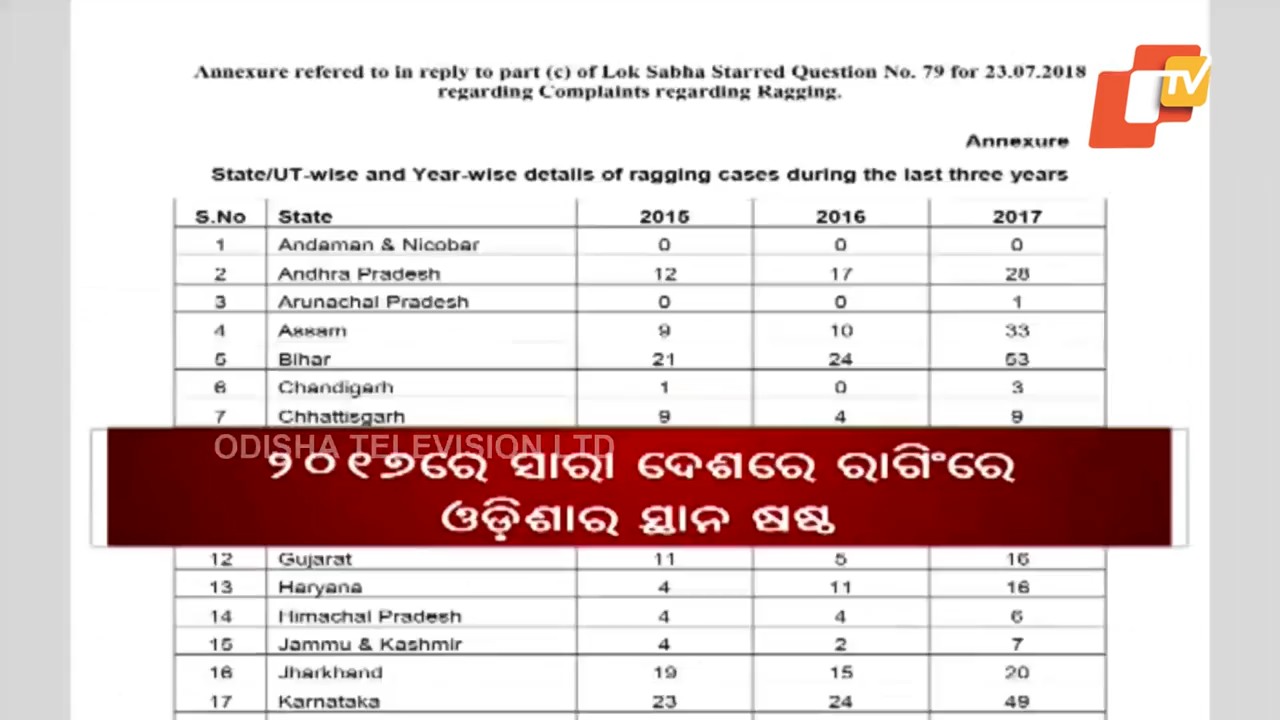 Annexure refered to in reply to part (c) of Lok Sabha Starred Question No. 79 for 23.07.2018
regarding Complaints regarding Ragging.
TV
Annexure
State/UT-wise and Year-wise details of ragging cases during the last three years
S.No State 2015 2016 2017
1 Andaman & Nicobar 0 0 0
2 Andhra Pradesh 12 17 28
3 Arunachal Pradesh 0 0 1
4 Assam 9 10 33
5 Bihar 21 24 53
6 Chandigarh 1 0 3
7 Chhattisgarh 9 4 9
ODISHA TELEVISION LTD
୨୦୧୭ରେ ସାରା ଦେଶରେ ରାଗିଂରେ
ଓଡ଼ିଶାର ସ୍ଥାନ ଷଷ୍ଠ
12 Gujarat 11 5 16
13 Haryana 4 11 16
14 Himachal Pradesh 4 4 6
15 Jammu & Kashmir 4 2 7
16 Jharkhand 19 15 20
17 Karnataka 23 24 49